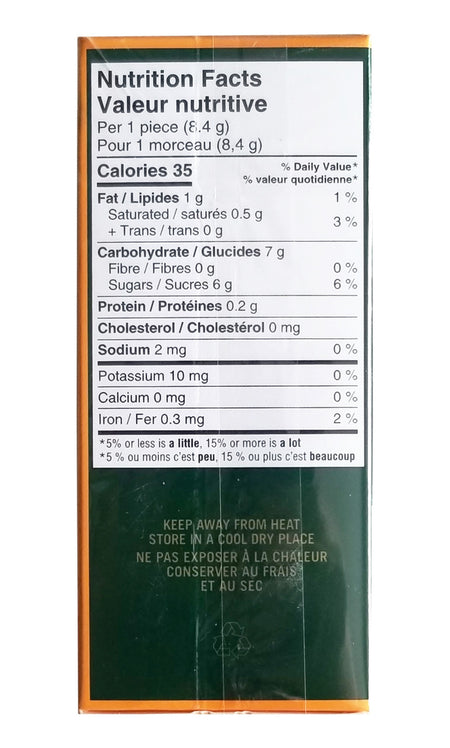 Nutrition Facts
Valeur nutritive
Per 1 piece (8.4 g)
Pour 1 morceau (8,4 g)
Calories 35
% Daily Value*
% valeur quotidienne*
Fat / Lipides 1 g 1 %
Saturated / saturés 0.5 g
+ Trans / trans 0 g
3 %
Carbohydrate / Glucides 7 g
Fibre / Fibres 0 g 0 %
Sugars / Sucres 6 g 6 %
Protein / Protéines 0.2 g
Cholesterol / Cholestérol 0 mg
Sodium 2 mg 0 %
Potassium 10 mg 0 %
Calcium 0 mg 0 %
Iron / Fer 0.3 mg 2 %
*5% or less is a little, 15% or more is a lot
*5 % ou moins c'est peu, 15 % ou plus c'est beaucoup
KEEP AWAY FROM HEAT
STORE IN A COOL DRY PLACE
NE PAS EXPOSER À LA CHALEUR
CONSERVER AU FRAIS
ET AU SEC